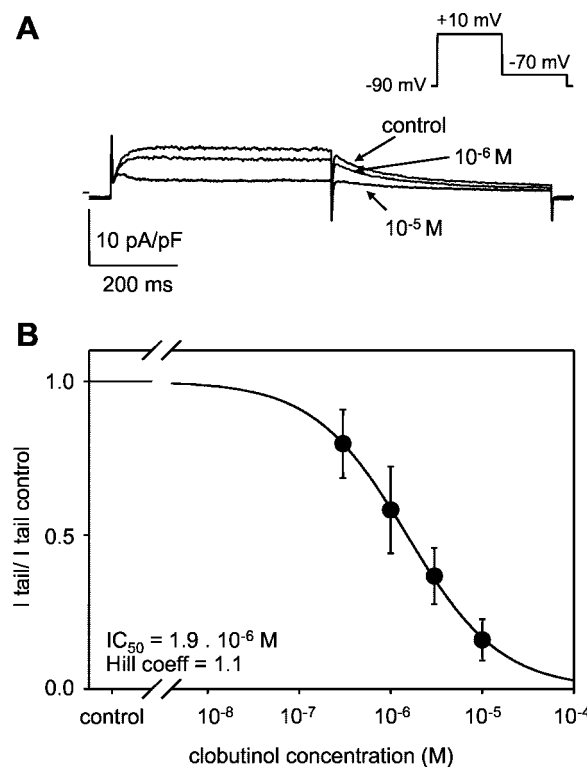 A
+10 mV
-70 mV
-90 mV
control
10⁻⁶ M
10⁻⁵ M
10 pA/pF
200 ms
B
I tail/ I tail control
1.0
0.5
0.0
IC₅₀ = 1.9 . 10⁻⁶ M
Hill coeff = 1.1
control 10⁻⁸ 10⁻⁷ 10⁻⁶ 10⁻⁵ 10⁻⁴
clobutinol concentration (M)